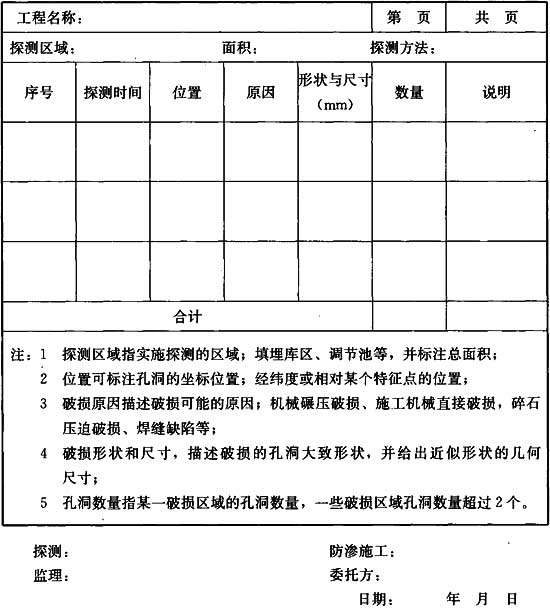 工程名称： 第 页 共 页
探测区域： 面积： 探测方法：
序号 探测时间 位置 原因 形状与尺寸（mm） 数量 说明
合计
注：1 探测区域指实施探测的区域；填埋库区、调节池等，并标注总面积；
2 位置可标注孔洞的坐标位置；经纬度或相对某个特征点的位置；
3 破损原因描述破损可能的原因；机械碾压破损、施工机械直接破损，碎石
压迫破损、焊缝缺陷等；
4 破损形状和尺寸，描述破损的孔洞大致形状，并给出近似形状的几何
尺寸；
5 孔洞数量指某一破损区域的孔洞数量，一些破损区域孔洞数量超过2个。
探测： 防渗施工：
监理： 委托方：
日期： 年 月 日